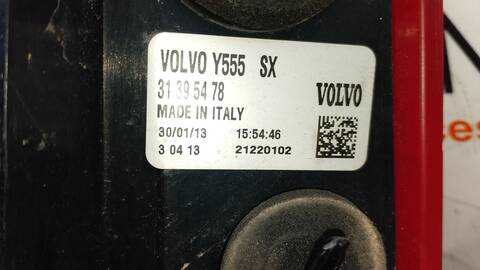 VOLVO Y555 SX
31 39 54 78
VOLVO
MADE IN ITALY
30/01/13 15:54:46
3 04 13 21220102